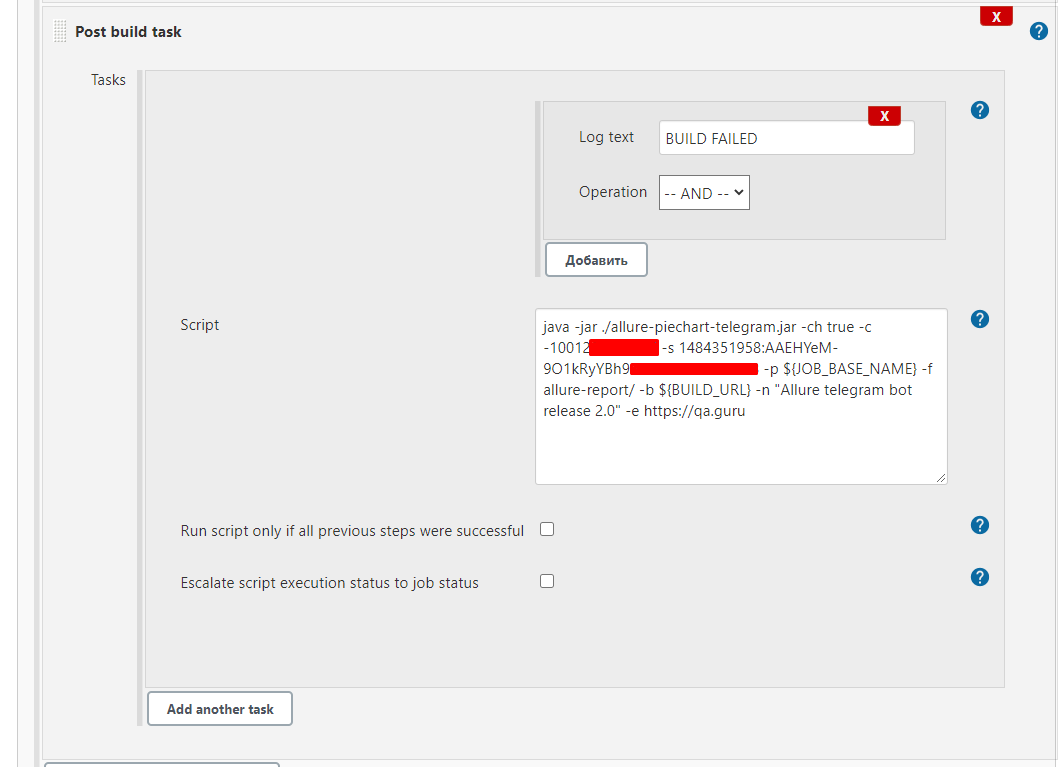 X
Post build task
?
Tasks
?
X
Log text
BUILD FAILED
Operation
-- AND --
Добавить
Script
java -jar ./allure-piechart-telegram.jar -ch true -c
-10012 -s 1484351958:AAEHYeM-
9O1kRyYBh9 -p ${JOB_BASE_NAME} -f
allure-report/ -b ${BUILD_URL} -n "Allure telegram bot
release 2.0" -e https://qa.guru
?
Run script only if all previous steps were successful
?
Escalate script execution status to job status
?
Add another task